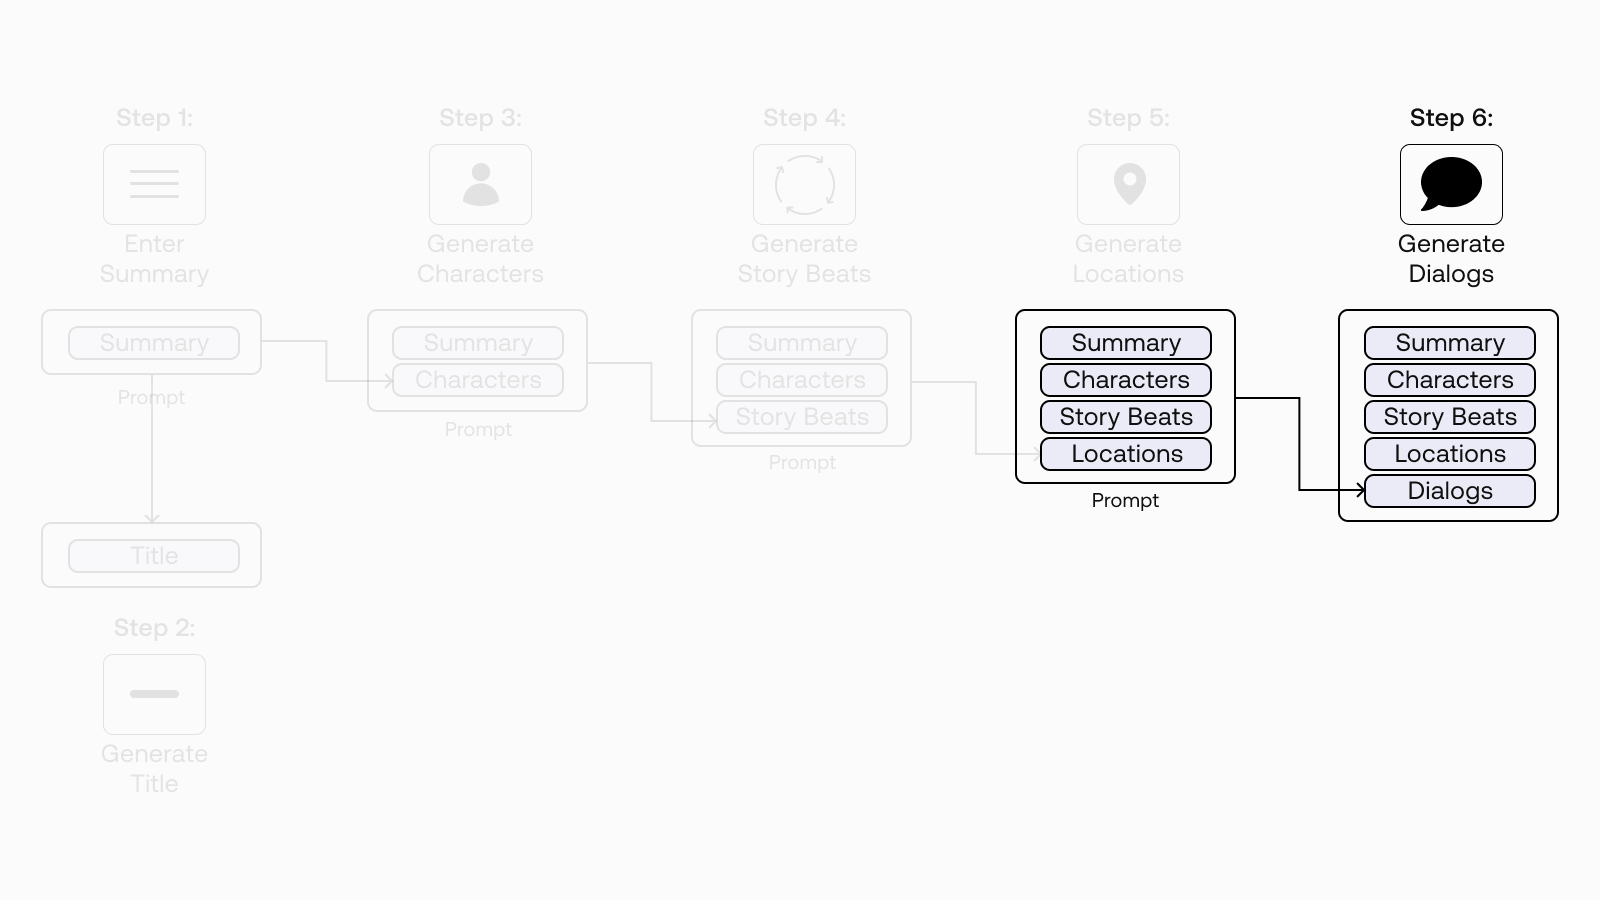 Step 1:
Enter
Summary
Summary
Prompt
Title
Step 2:
Generate
Title
Step 3:
Generate
Characters
Summary
Characters
Prompt
Step 4:
Generate
Story Beats
Summary
Characters
Story Beats
Prompt
Step 5:
Generate
Locations
Summary
Characters
Story Beats
Locations
Prompt
Step 6:
Generate
Dialogs
Summary
Characters
Story Beats
Locations
Dialogs